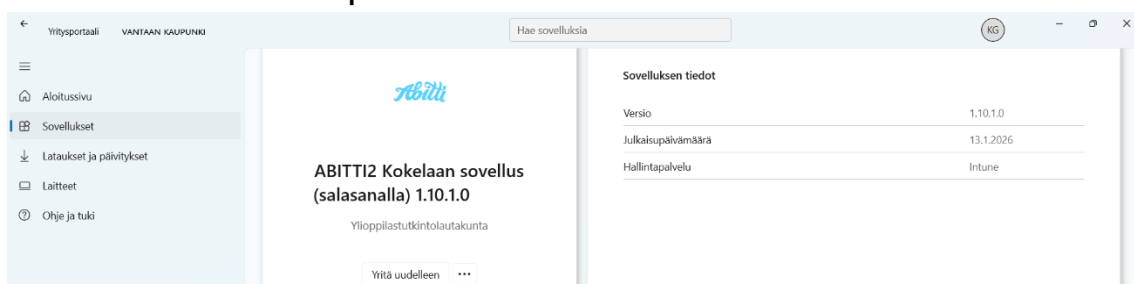 Yritysportaali VANTAAN KAUPUNKI
Hae sovelluksia
KG
Aloitussivu
Sovellukset
Lataukset ja päivitykset
Laitteet
Ohje ja tuki
Abitti
ABITTI2 Kokelaan sovellus
(salasanalla) 1.10.1.0
Ylioppilastutkintolautakunta
Yritä uudelleen
Sovelluksen tiedot
Versio 1.10.1.0
Julkaisupäivämäärä 13.1.2026
Hallintapalvelu Intune